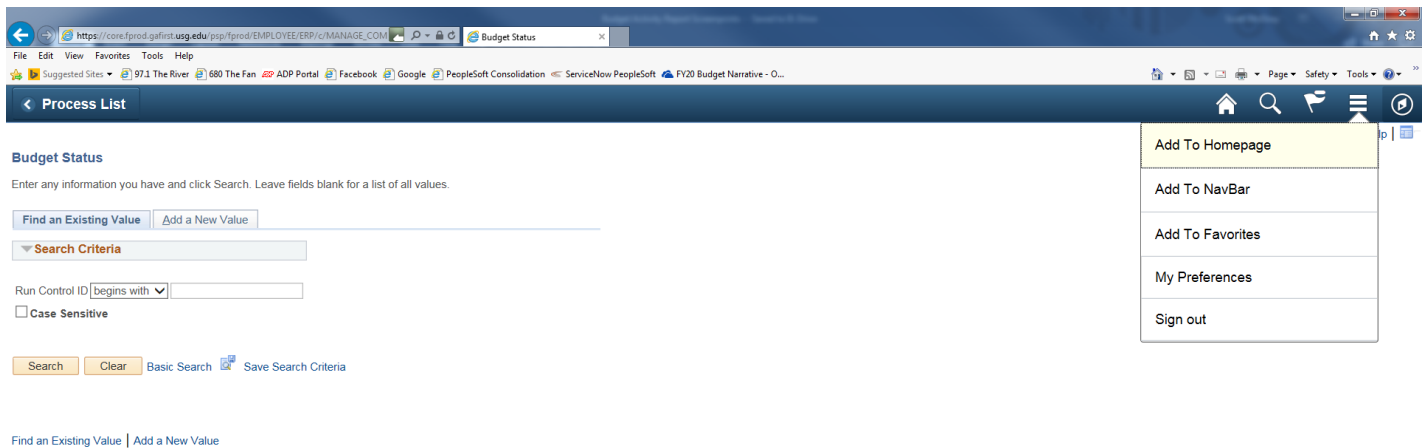 https://core.fprod.gafirst.usg.edu/psp/fprod/EMPLOYEE/ERP/c/MANAGE_COM Budget Status
File Edit View Favorites Tools Help
Suggested Sites 97.1 The River 680 The Fan ADP Portal Facebook Google PeopleSoft Consolidation ServiceNow PeopleSoft FY20 Budget Narrative - O... Page Safety Tools
Process List
Add To Homepage
Add To NavBar
Add To Favorites
My Preferences
Sign out
Budget Status
Enter any information you have and click Search. Leave fields blank for a list of all values.
Find an Existing Value Add a New Value
Search Criteria
Run Control ID begins with
Case Sensitive
Search Clear Basic Search Save Search Criteria
Find an Existing Value | Add a New Value